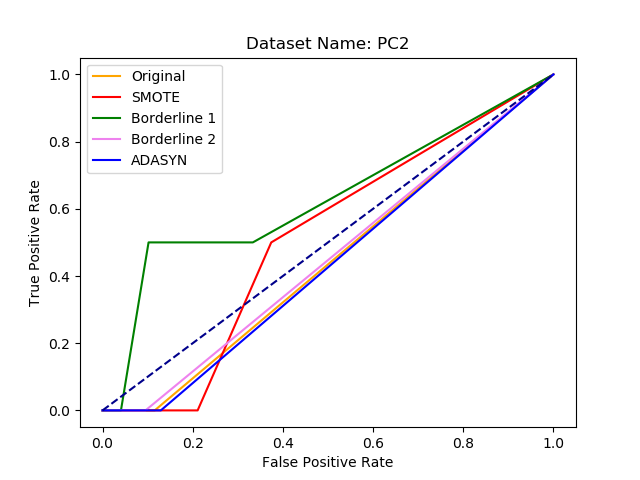 Dataset Name: PC2
Original
SMOTE
Borderline 1
Borderline 2
ADASYN
1.0
0.8
0.6
0.4
0.2
0.0
True Positive Rate
0.0 0.2 0.4 0.6 0.8 1.0
False Positive Rate